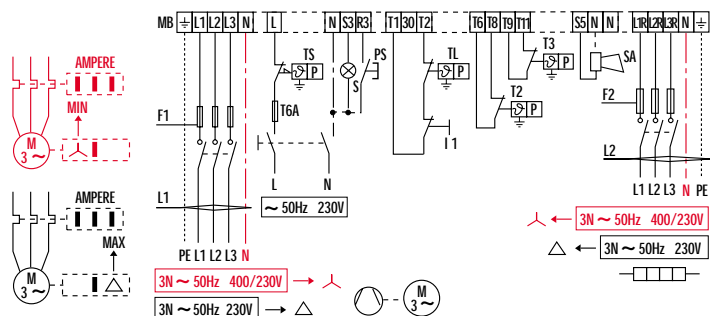 MB ⏚ L1 L2 L3 N L N S3 R3 T1 30 T2 T6 T8 T9 T11 S5 N N L1R L2R L3R N ⏚
AMPERE
MIN
M
3 ~
AMPERE
MAX
M
3 ~
F1
L1
PE L1 L2 L3 N
TS
ϑ P
T6A
L N
~ 50Hz 230V
S
PS
TL
ϑ P
I 1
T3
ϑ P
T2
ϑ P
SA
F2
L2
L1 L2 L3 N PE
3N ~ 50Hz 400/230V
3N ~ 50Hz 230V
3N ~ 50Hz 400/230V
3N ~ 50Hz 230V
M
3 ~